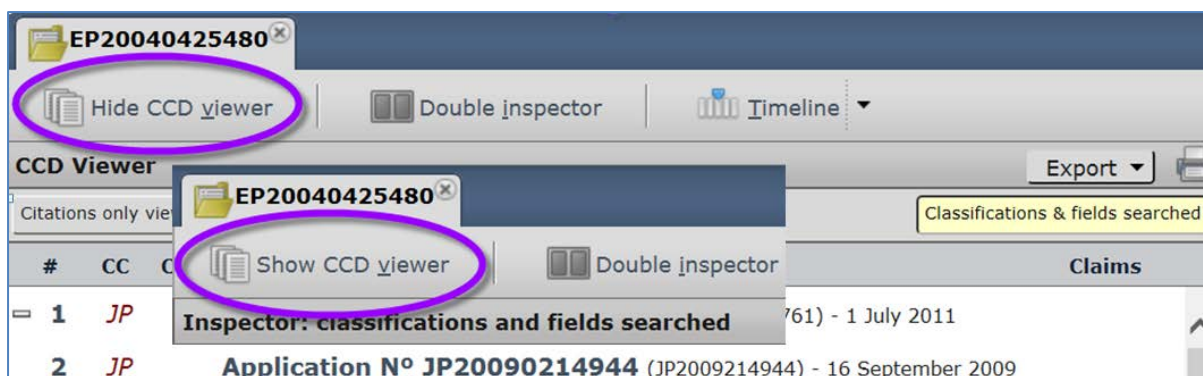 EP20040425480
Hide CCD viewer Double inspector Timeline
CCD Viewer Export
EP20040425480
Citations only Classifications & fields searched
Show CCD viewer Double inspector
# CC Claims
1 JP 1 July 2011
Inspector: classifications and fields searched
2 JP Application Nº JP20090214944 (JP2009214944) - 16 September 2009